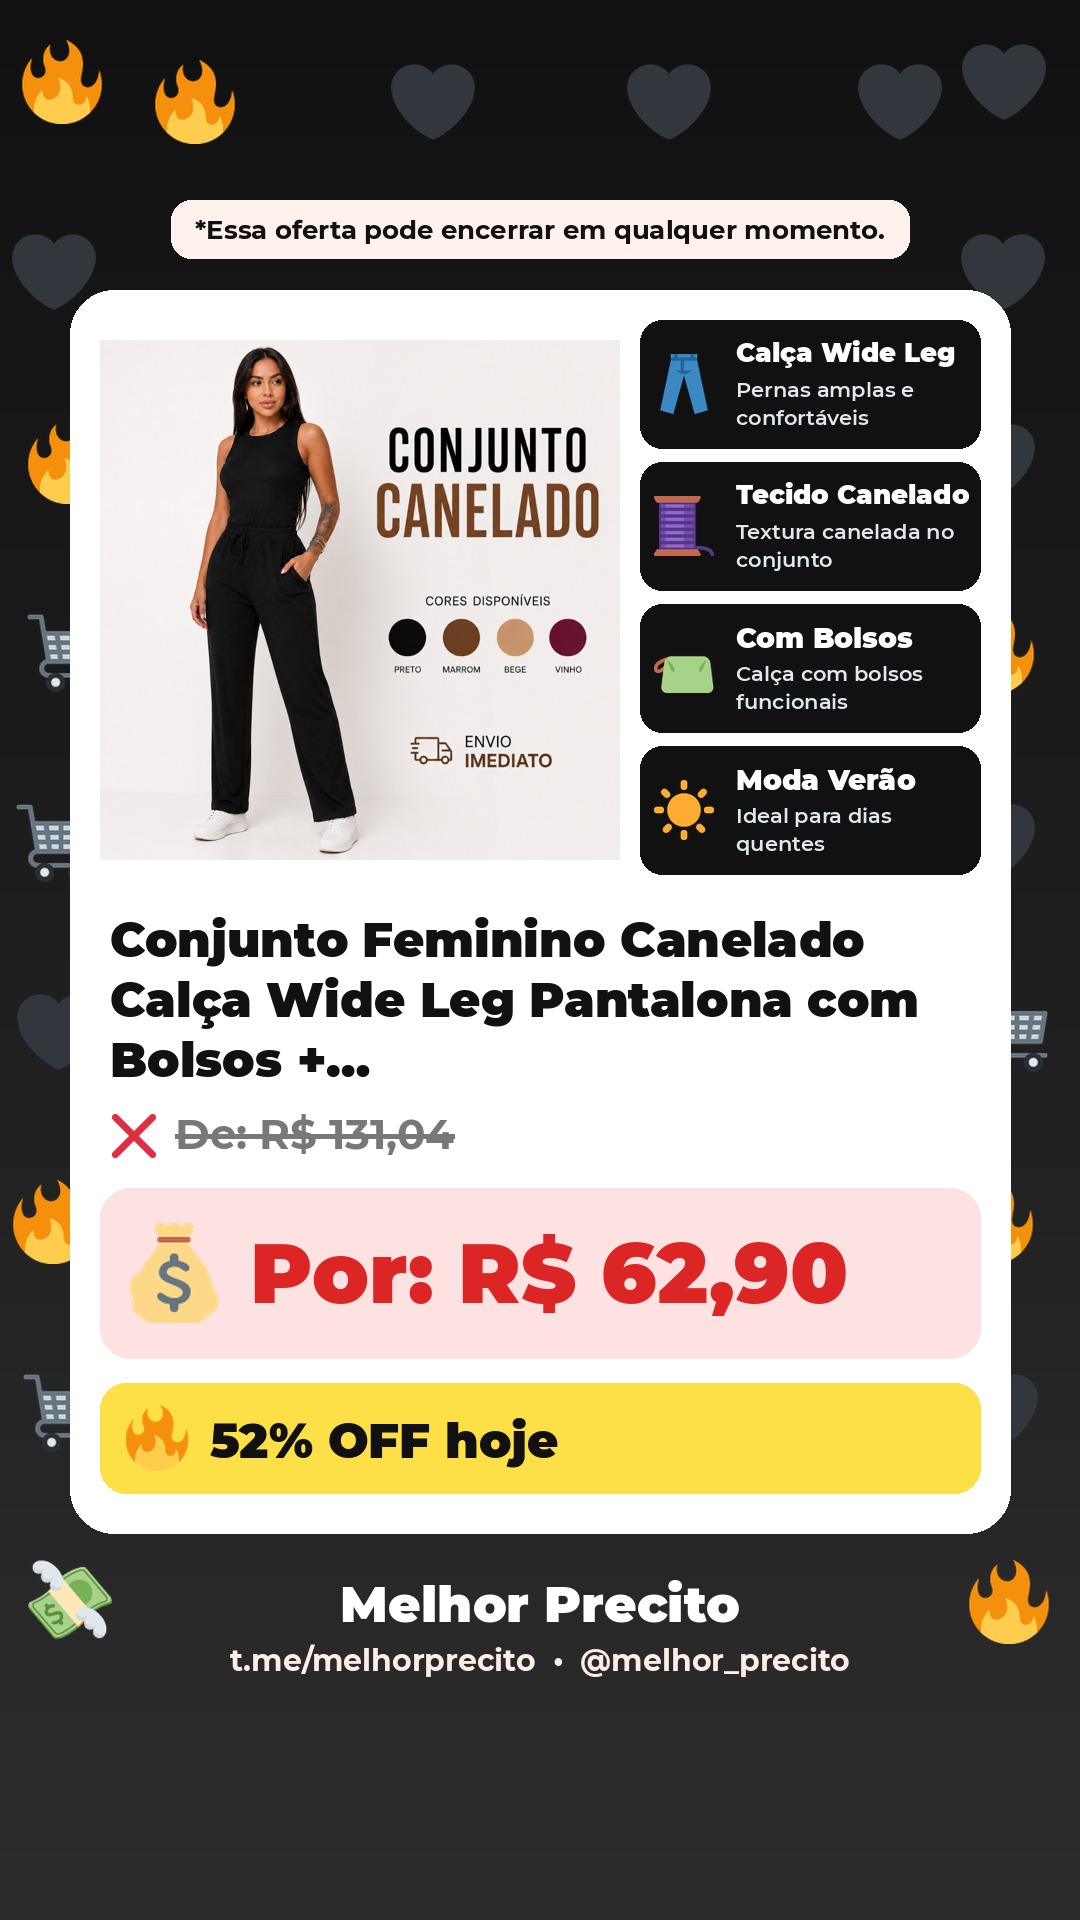 *Essa oferta pode encerrar em qualquer momento.
CONJUNTO
CANELADO
CORES DISPONÍVEIS
PRETO MARROM BEGE VINHO
ENVIO
IMEDIATO
Calça Wide Leg
Pernas amplas e
confortáveis
Tecido Canelado
Textura canelada no
conjunto
Com Bolsos
Calça com bolsos
funcionais
Moda Verão
Ideal para dias
quentes
Conjunto Feminino Canelado
Calça Wide Leg Pantalona com
Bolsos +...
De: R$ 131,04
Por: R$ 62,90
52% OFF hoje
Melhor Precito
t.me/melhorprecito • @melhor_precito